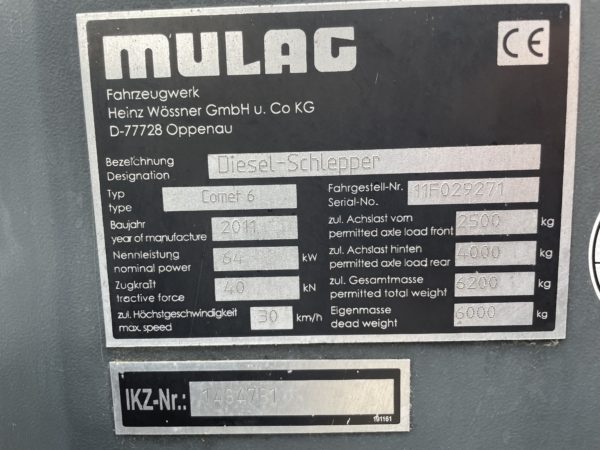 MULAG
CE
Fahrzeugwerk
Heinz Wössner GmbH u. Co KG
D-77728 Oppenau
Bezeichnung Diesel-Schlepper
Designation
Typ Comet 6
type
Baujahr 2011
year of manufacture
Nennleistung 64 kW
nominal power
Zugkraft 40 kN
tractive force
zul. Höchstgeschwindigkeit 30 km/h
max. speed
Fahrgestell-Nr. 11F029271
Serial-No.
zul. Achslast vorn 2500 kg
permitted axle load front
zul. Achslast hinten 4000 kg
permitted axle load rear
zul. Gesamtmasse 6200 kg
permitted total weight
Eigenmasse 6000 kg
dead weight
IKZ-Nr.: